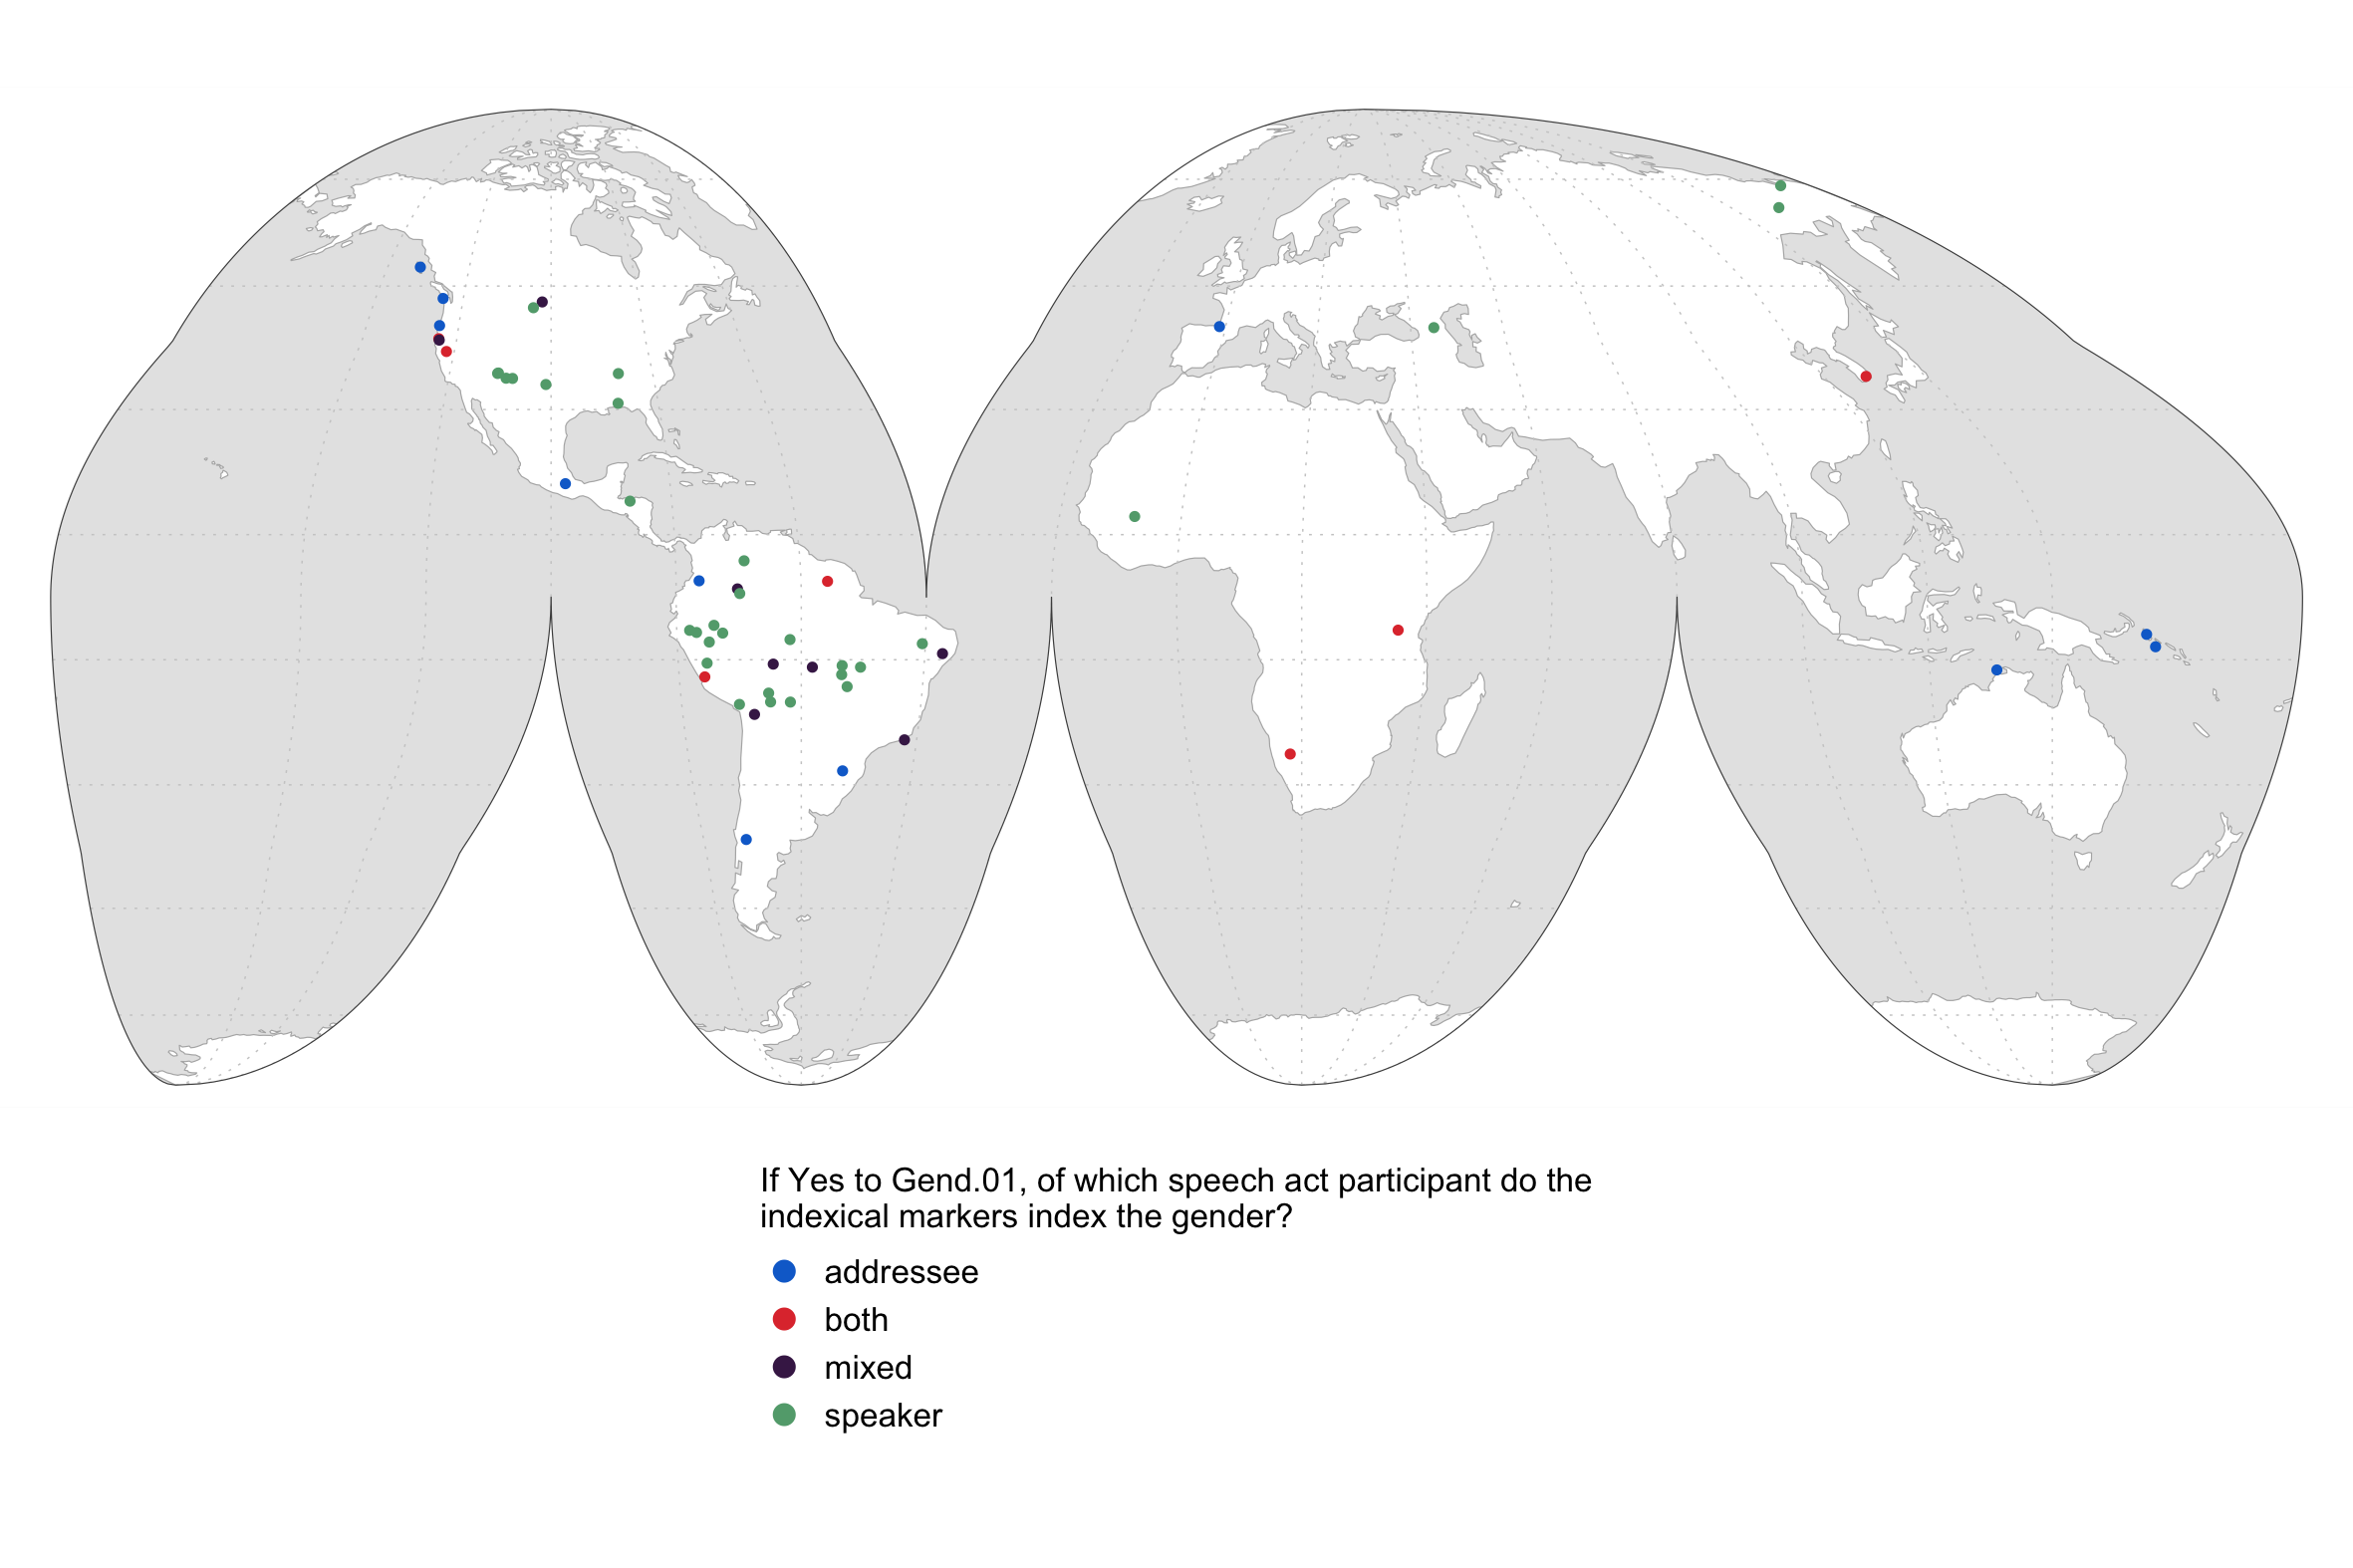 If Yes to Gend.01, of which speech act participant do the
indexical markers index the gender?
addressee
both
mixed
speaker